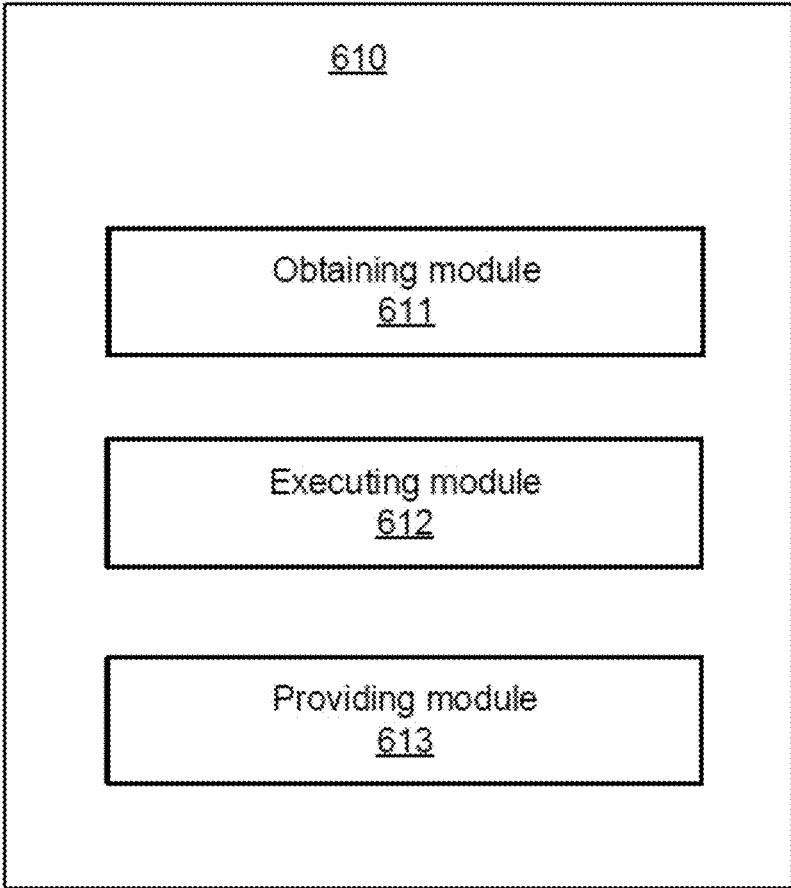 610
Obtaining module
611
Executing module
612
Providing module
613